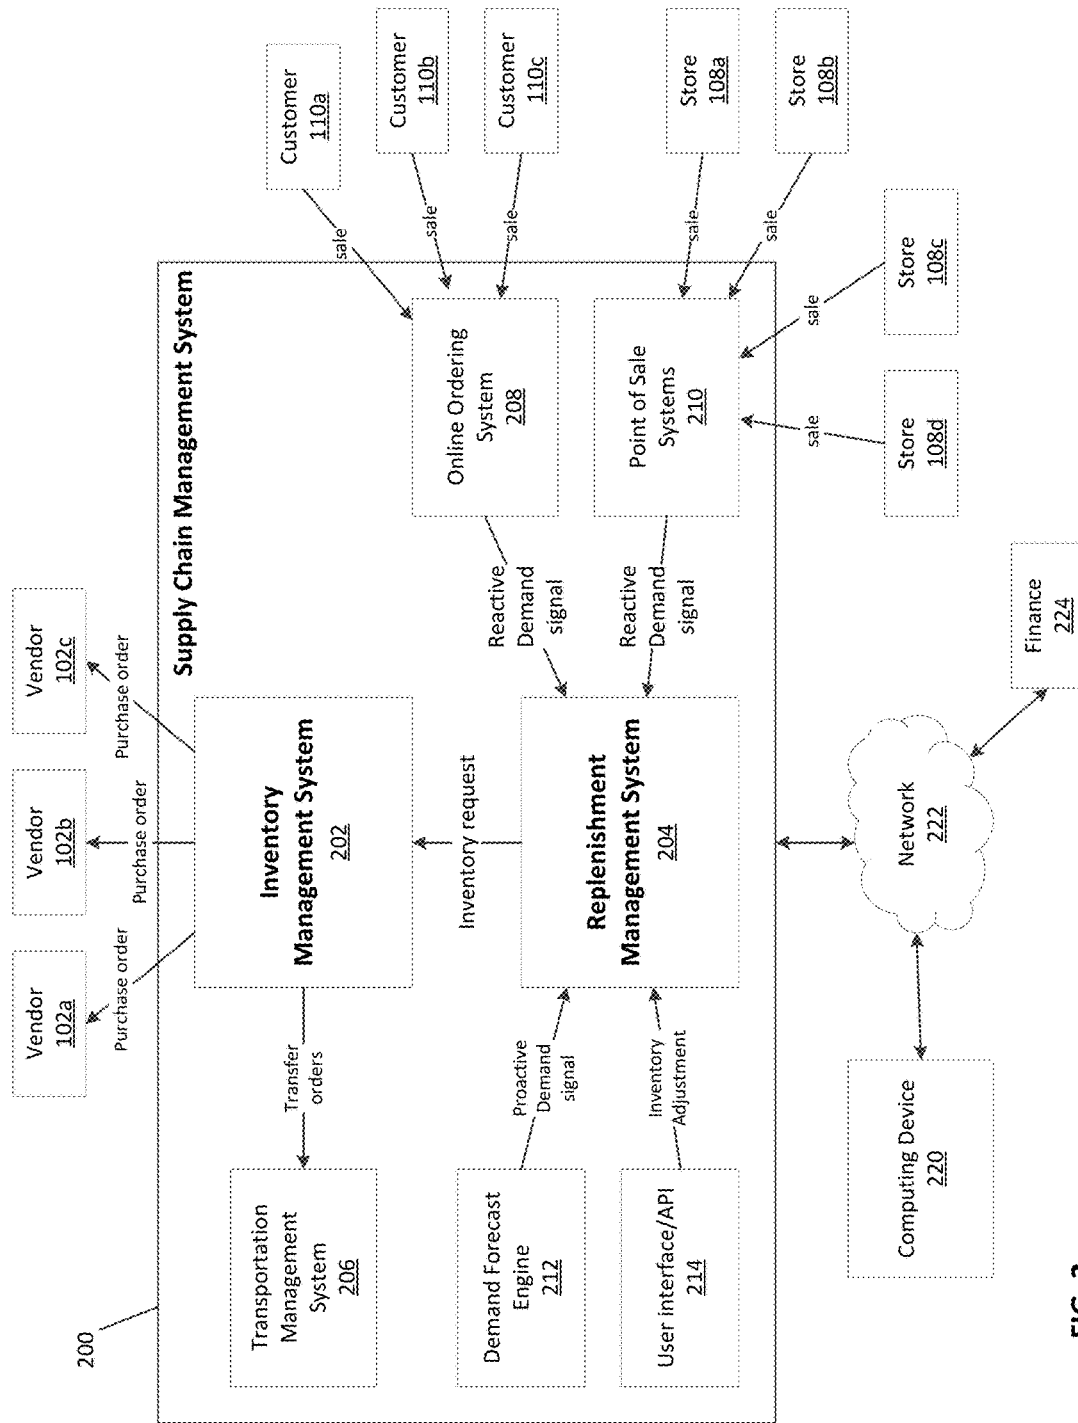 200
Supply Chain Management System
Vendor
102a
Vendor
102b
Vendor
102c
Purchase order
Purchase order
Purchase order
Transportation
Management
System
206
Transfer
orders
Inventory
Management System
202
Customer
110a
Customer
110b
Customer
110c
sale
sale
sale
Demand Forecast
Engine
212
Proactive
Demand
signal
Inventory request
Reactive
Demand
signal
Online Ordering
System
208
User interface/API
214
Inventory
Adjustment
Replenishment
Management System
204
Reactive
Demand
signal
Point of Sale
Systems
210
sale
sale
Store
108a
Store
108b
sale
sale
Store
108d
Store
108c
Computing Device
220
Network
222
Finance
224